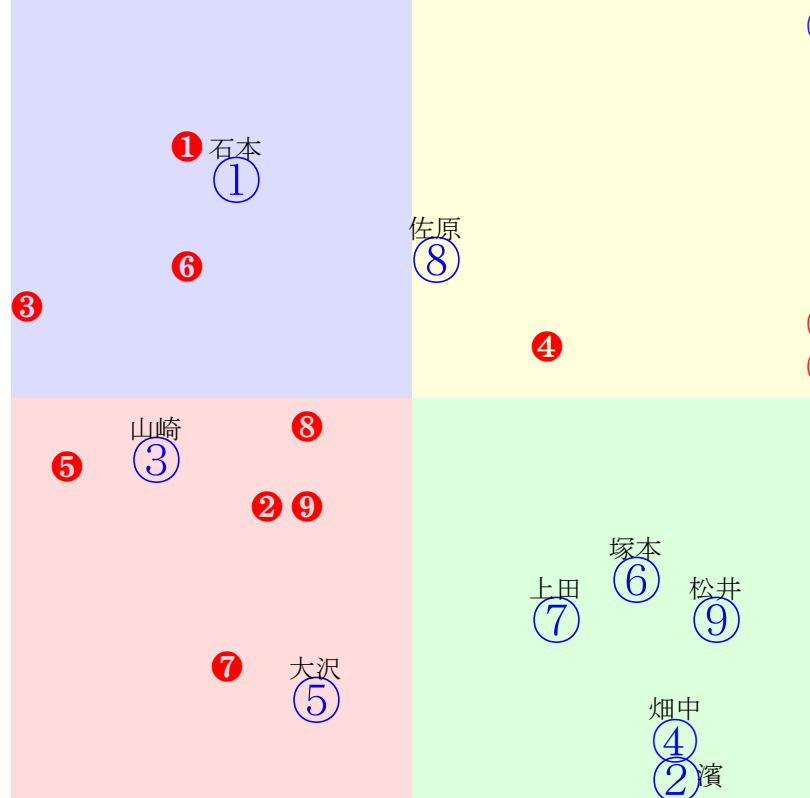 ❶ 石本
①
佐原
⑧
❻
❸
❹
山崎
③
❽
❺
❷ ❾
塚本
⑥
上田
⑦
松井
⑨
❼
大沢
⑤
畑中
④
② 濱